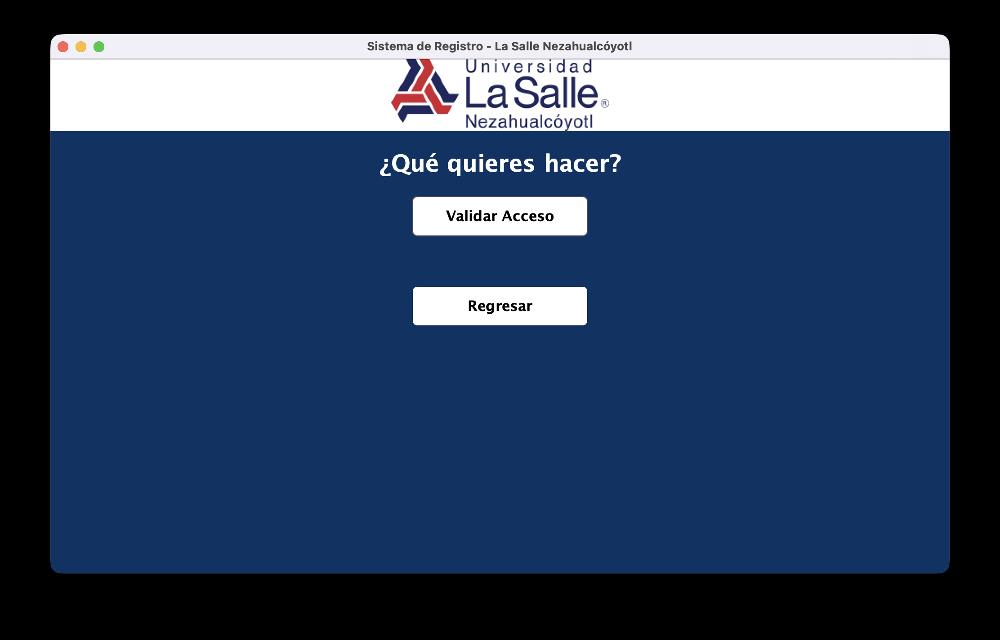 Sistema de Registro - La Salle Nezahualcóyotl
Universidad
La Salle ®
Nezahualcóyotl
¿Qué quieres hacer?
Validar Acceso
Regresar